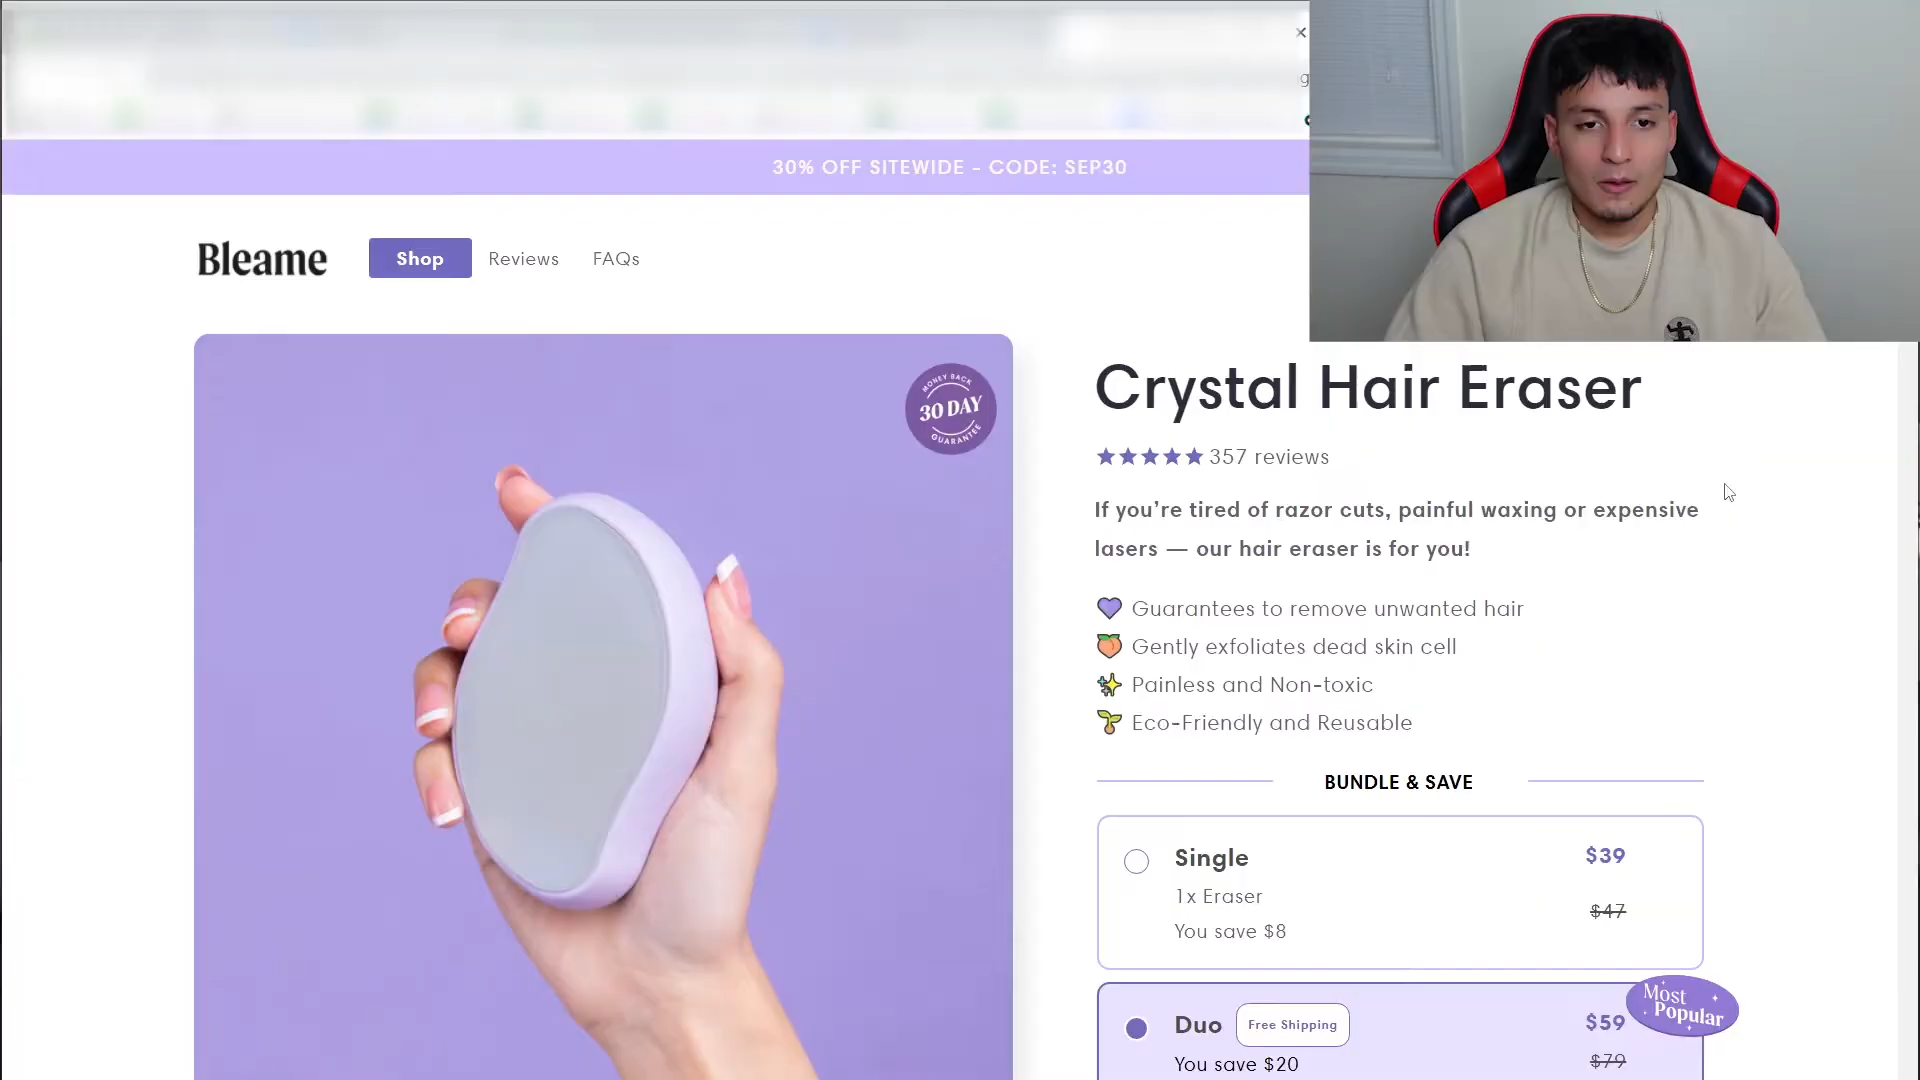 30% OFF SITEWIDE - CODE: SEP30
Bleame
Shop
Reviews
FAQs
MONEY BACK
30 DAY
GUARANTEE
Crystal Hair Eraser
357 reviews
If you're tired of razor cuts, painful waxing or expensive
lasers — our hair eraser is for you!
Guarantees to remove unwanted hair
Gently exfoliates dead skin cell
Painless and Non-toxic
Eco-Friendly and Reusable
BUNDLE & SAVE
Single
$39
1x Eraser
$47
You save $8
Most
Popular
Duo
Free Shipping
$59
You save $20
$79